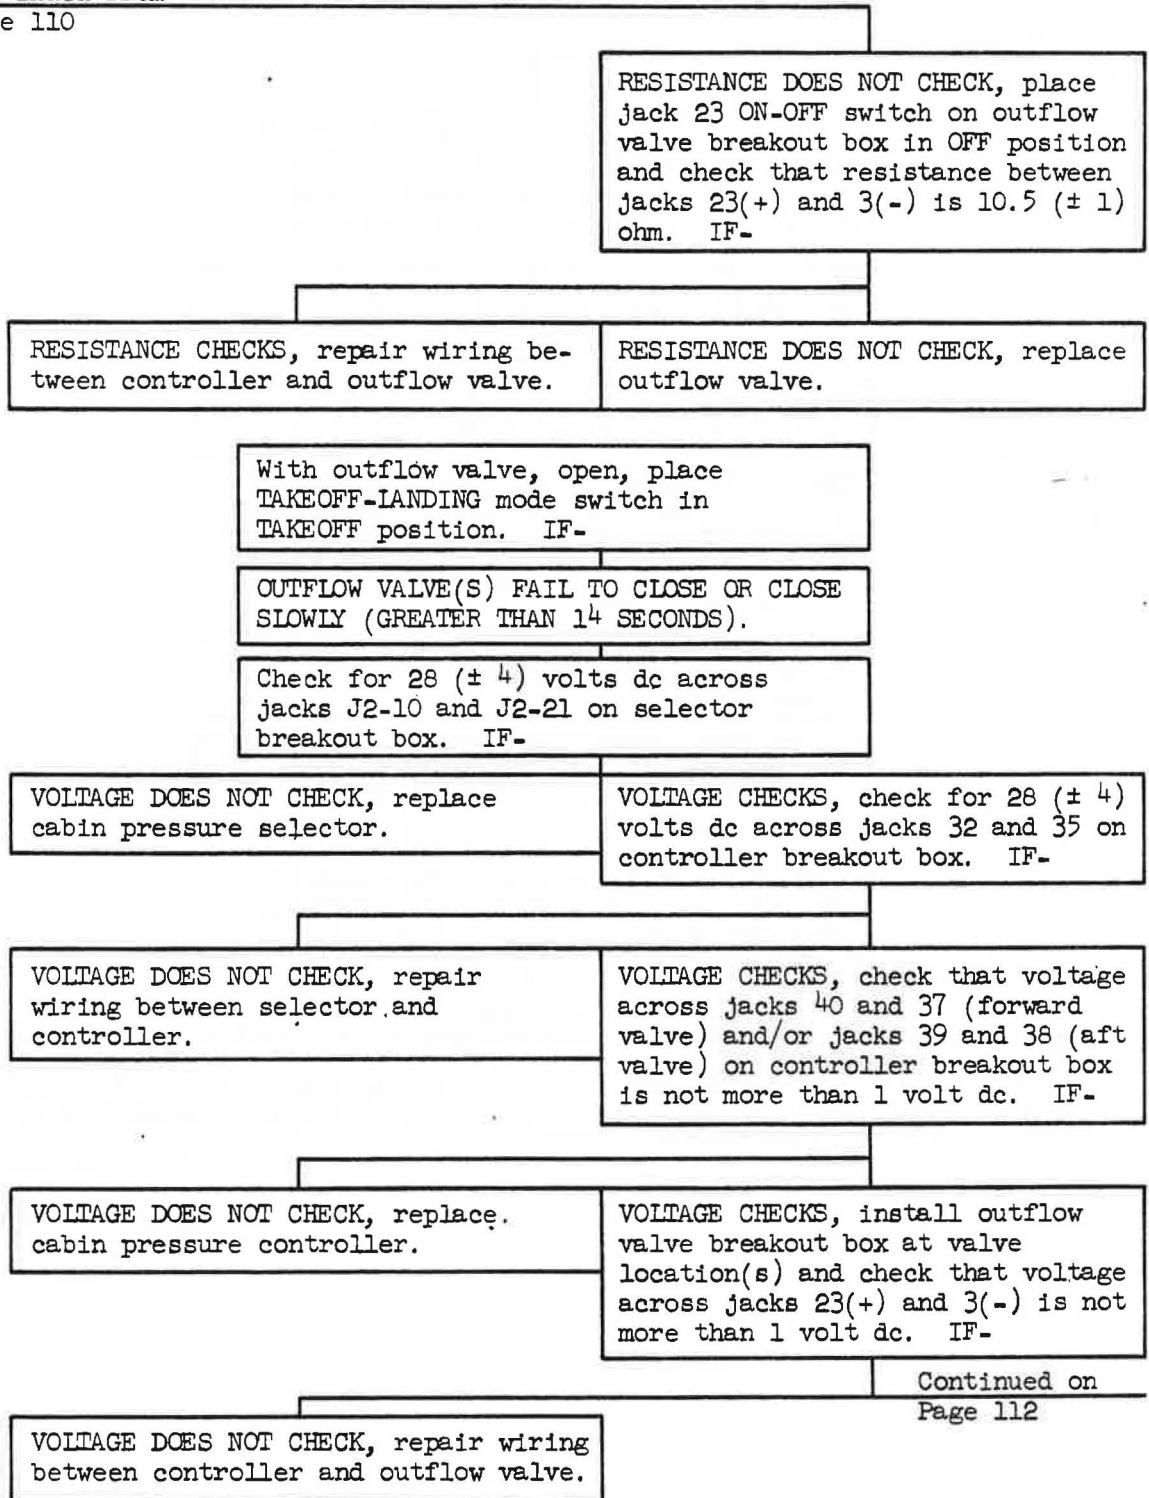 e 110
RESISTANCE DOES NOT CHECK, place
jack 23 ON-OFF switch on outflow
valve breakout box in OFF position
and check that resistance between
jacks 23(+) and 3(-) is 10.5 (± 1)
ohm. IF-
RESISTANCE CHECKS, repair wiring be-
tween controller and outflow valve.
RESISTANCE DOES NOT CHECK, replace
outflow valve.
With outflow valve, open, place
TAKEOFF-LANDING mode switch in
TAKEOFF position. IF-
OUTFLOW VALVE(S) FAIL TO CLOSE OR CLOSE
SLOWLY (GREATER THAN 14 SECONDS).
Check for 28 (± 4) volts dc across
jacks J2-10 and J2-21 on selector
breakout box. IF-
VOLTAGE DOES NOT CHECK, replace
cabin pressure selector.
VOLTAGE CHECKS, check for 28 (± 4)
volts dc across jacks 32 and 35 on
controller breakout box. IF-
VOLTAGE DOES NOT CHECK, repair
wiring between selector and
controller.
VOLTAGE CHECKS, check that voltage
across jacks 40 and 37 (forward
valve) and/or jacks 39 and 38 (aft
valve) on controller breakout box
is not more than 1 volt dc. IF-
VOLTAGE DOES NOT CHECK, replace.
cabin pressure controller.
VOLTAGE CHECKS, install outflow
valve breakout box at valve
location(s) and check that voltage
across jacks 23(+) and 3(-) is not
more than 1 volt dc. IF-
Continued on
Page 112
VOLTAGE DOES NOT CHECK, repair wiring
between controller and outflow valve.